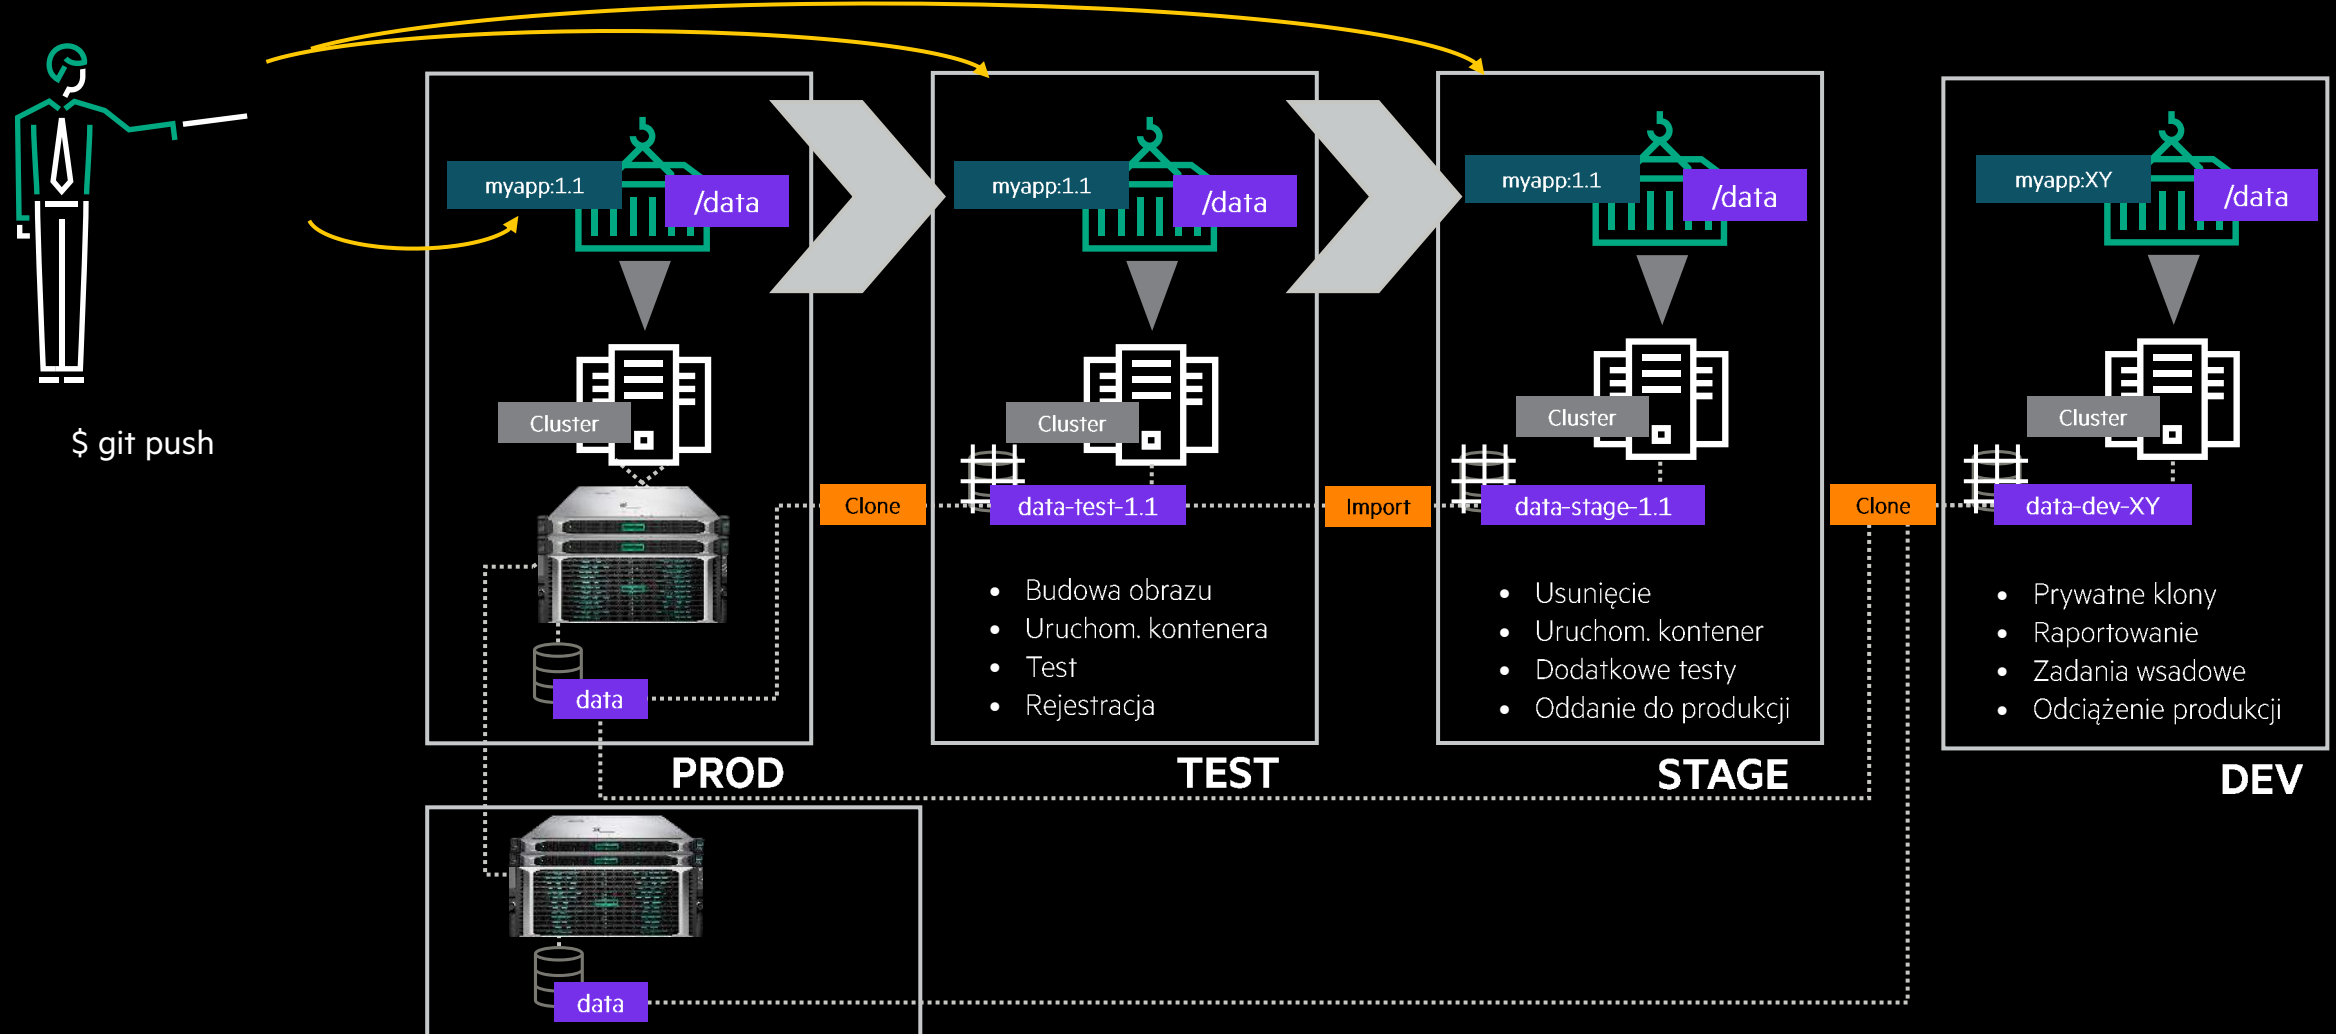 $ git push
myapp:1.1
/data
Cluster
data
PROD
Clone
myapp:1.1
/data
Cluster
data-test-1.1
• Budowa obrazu
• Uruchom. kontenera
• Test
• Rejestracja
TEST
Import
myapp:1.1
/data
Cluster
data-stage-1.1
• Usunięcie
• Uruchom. kontener
• Dodatkowe testy
• Oddanie do produkcji
STAGE
Clone
myapp:XY
/data
Cluster
data-dev-XY
• Prywatne klony
• Raportowanie
• Zadania wsadowe
• Odciążenie produkcji
DEV
data